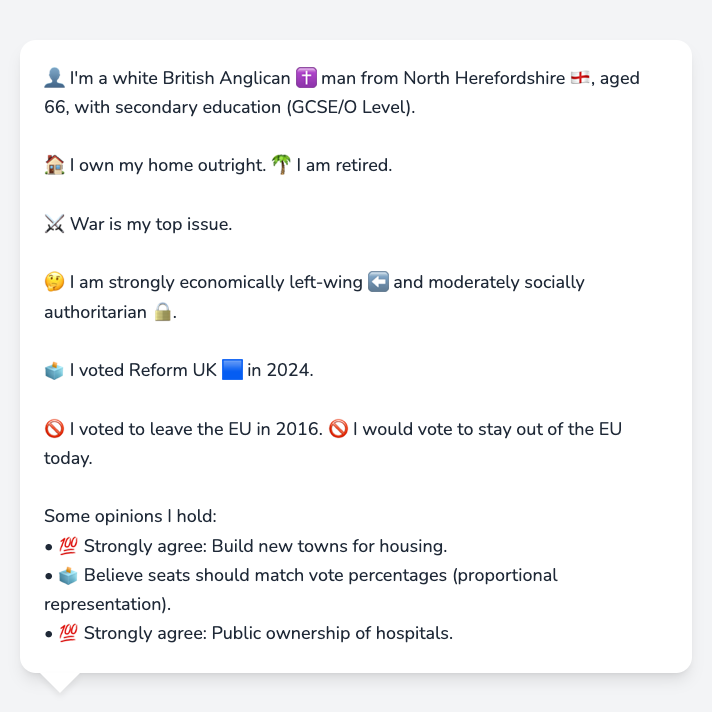 👤 I'm a white British Anglican ✝️ man from North Herefordshire 🏴󠁧󠁢󠁥󠁮󠁧󠁿, aged
66, with secondary education (GCSE/O Level).
🏠 I own my home outright. 🌴 I am retired.
⚔️ War is my top issue.
🤔 I am strongly economically left-wing ⬅️ and moderately socially
authoritarian 🔒.
🗳️ I voted Reform UK 🟦 in 2024.
🚫 I voted to leave the EU in 2016. 🚫 I would vote to stay out of the EU
today.
Some opinions I hold:
• 💯 Strongly agree: Build new towns for housing.
• 🗳️ Believe seats should match vote percentages (proportional
representation).
• 💯 Strongly agree: Public ownership of hospitals.